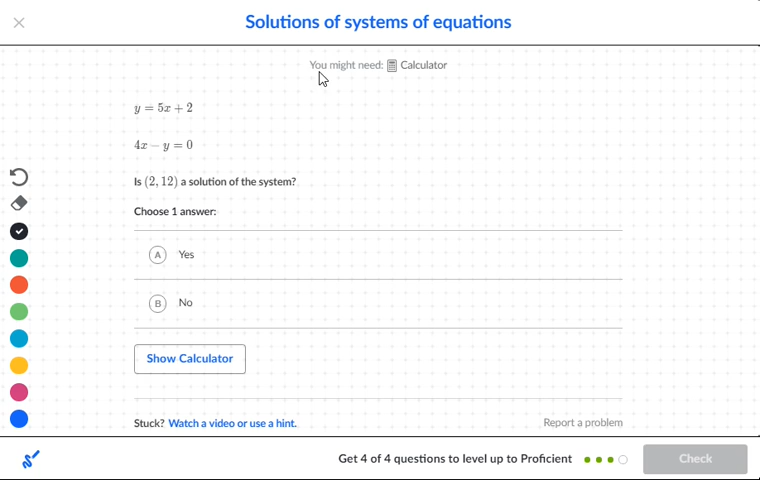 Solutions of systems of equations
You might need: Calculator
y = 5x + 2
4x − y = 0
Is (2, 12) a solution of the system?
Choose 1 answer:
A Yes
B No
Show Calculator
Stuck? Watch a video or use a hint.
Report a problem
Get 4 of 4 questions to level up to Proficient
Check